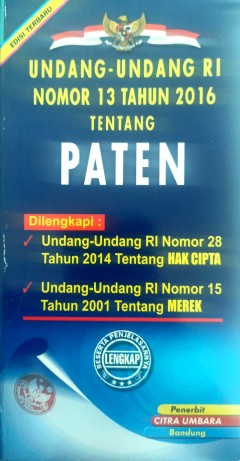 EDISI TERBARU
UNDANG-UNDANG RI
NOMOR 13 TAHUN 2016
TENTANG
PATEN
Dilengkapi :
✓ Undang-Undang RI Nomor 28
Tahun 2014 Tentang HAK CIPTA
✓ Undang-Undang RI Nomor 15
Tahun 2001 Tentang MEREK
BESERTA PENJELASANNYA
LENGKAP
Penerbit
CITRA UMBARA
Bandung